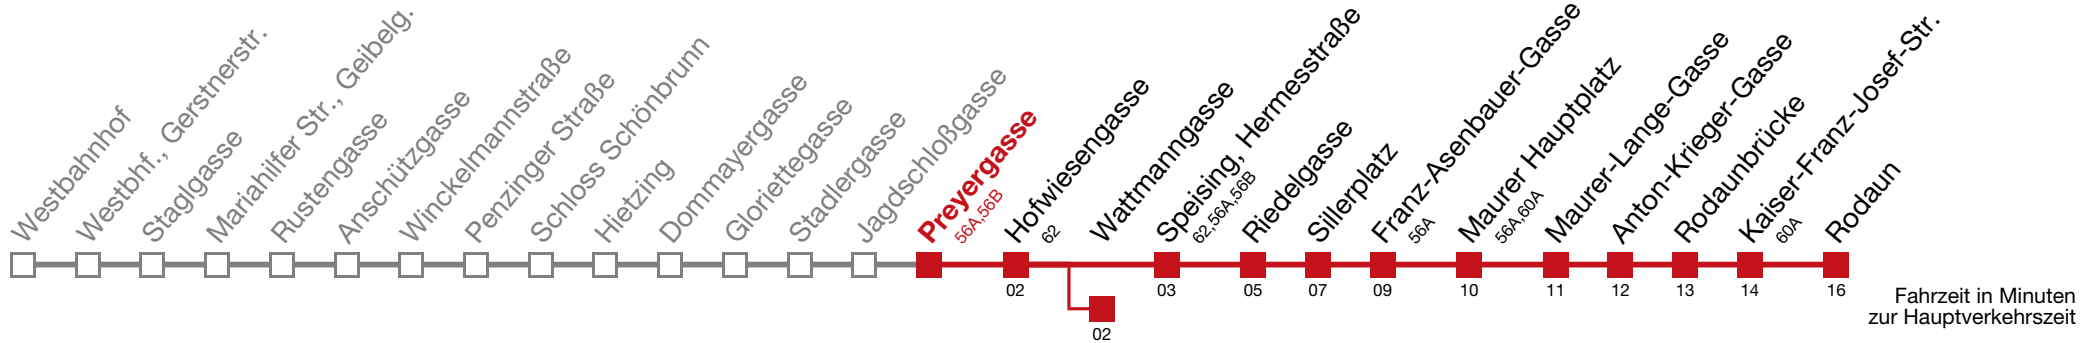 Westbahnhof
Westbhf., Gerstnerstr.
Staglgasse
Mariahilfer Str., Geibelg.
Rustengasse
Anschützgasse
Winckelmannstraße
Penzinger Straße
Schloss Schönbrunn
Hietzing
Dommayergasse
Gloriettegasse
Stadlergasse
Jagdschloßgasse
Preyergasse
56A,56B
Hofwiesengasse
62
Wattmanngasse
Speising, Hermesstraße
62,56A,56B
Riedelgasse
Sillerplatz
Franz-Asenbauer-Gasse
56A
Maurer Hauptplatz
56A,60A
Maurer-Lange-Gasse
Anton-Krieger-Gasse
Rodaunbrücke
Kaiser-Franz-Josef-Str.
60A
Rodaun
02
03
05
07
09
10
11
12
13
14
16
02
Fahrzeit in Minuten
zur Hauptverkehrszeit